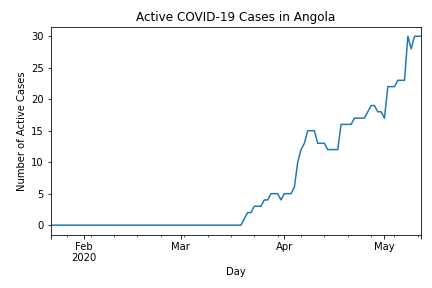 Active COVID-19 Cases in Angola
Number of Active Cases
30
25
20
15
10
5
0
Feb Mar Apr May
2020
Day